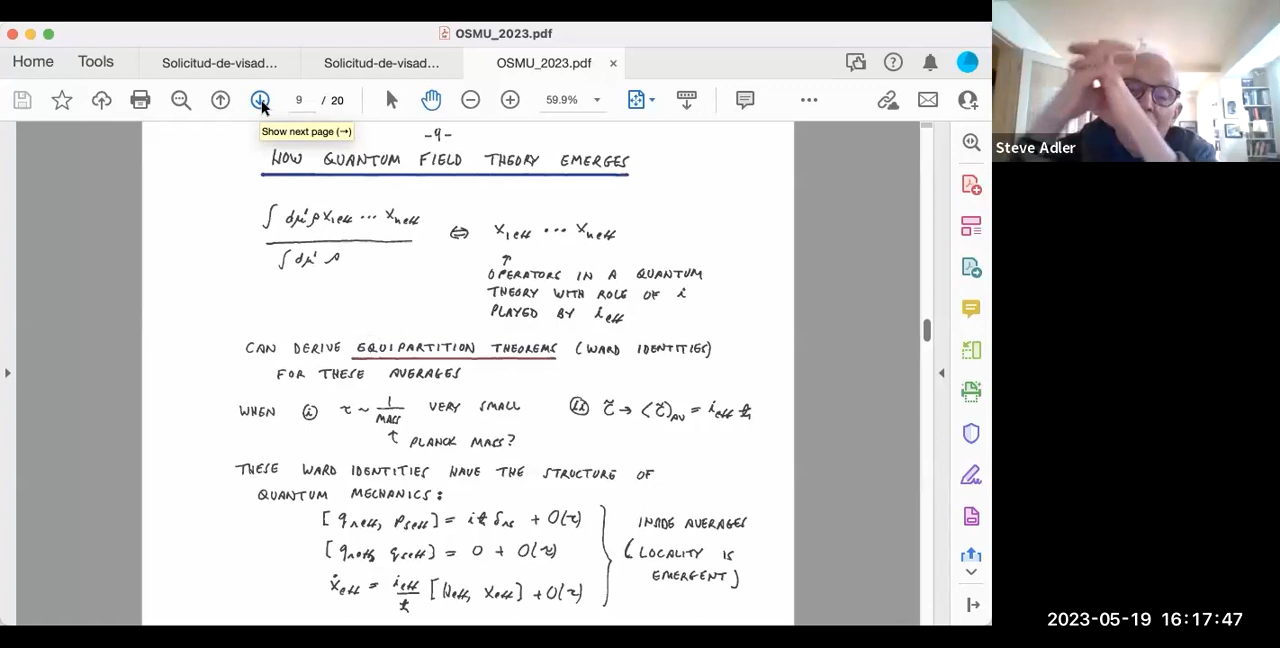 OSMU_2023.pdf
Home Tools Solicitud-de-visad... Solicitud-de-visad... OSMU_2023.pdf ×
9 / 20 59.9%
Show next page (→)
Steve Adler
-9-
HOW QUANTUM FIELD THEORY EMERGES
∫ dμ' ρ x1eff ... xneff
∫ dμ' ρ
⇔ x1eff ... xneff
↑
OPERATORS IN A QUANTUM
THEORY WITH ROLE OF i
PLAYED BY ieff
CAN DERIVE EQUIPARTITION THEOREMS (WARD IDENTITIES)
FOR THESE AVERAGES
WHEN (i) τ ~ 1/MASS VERY SMALL (ii) C̃ → ⟨C̃⟩AV = ieff ħ
↑ PLANCK MASS?
THESE WARD IDENTITIES HAVE THE STRUCTURE OF
QUANTUM MECHANICS:
[qreff, pseff] = iħ δrs + O(τ)
[qreff, qseff] = 0 + O(τ)
ẋeff = ieff/ħ [Heff, xeff] + O(τ)
INSIDE AVERAGES
(LOCALITY IS
EMERGENT)
2023-05-19 16:17:47